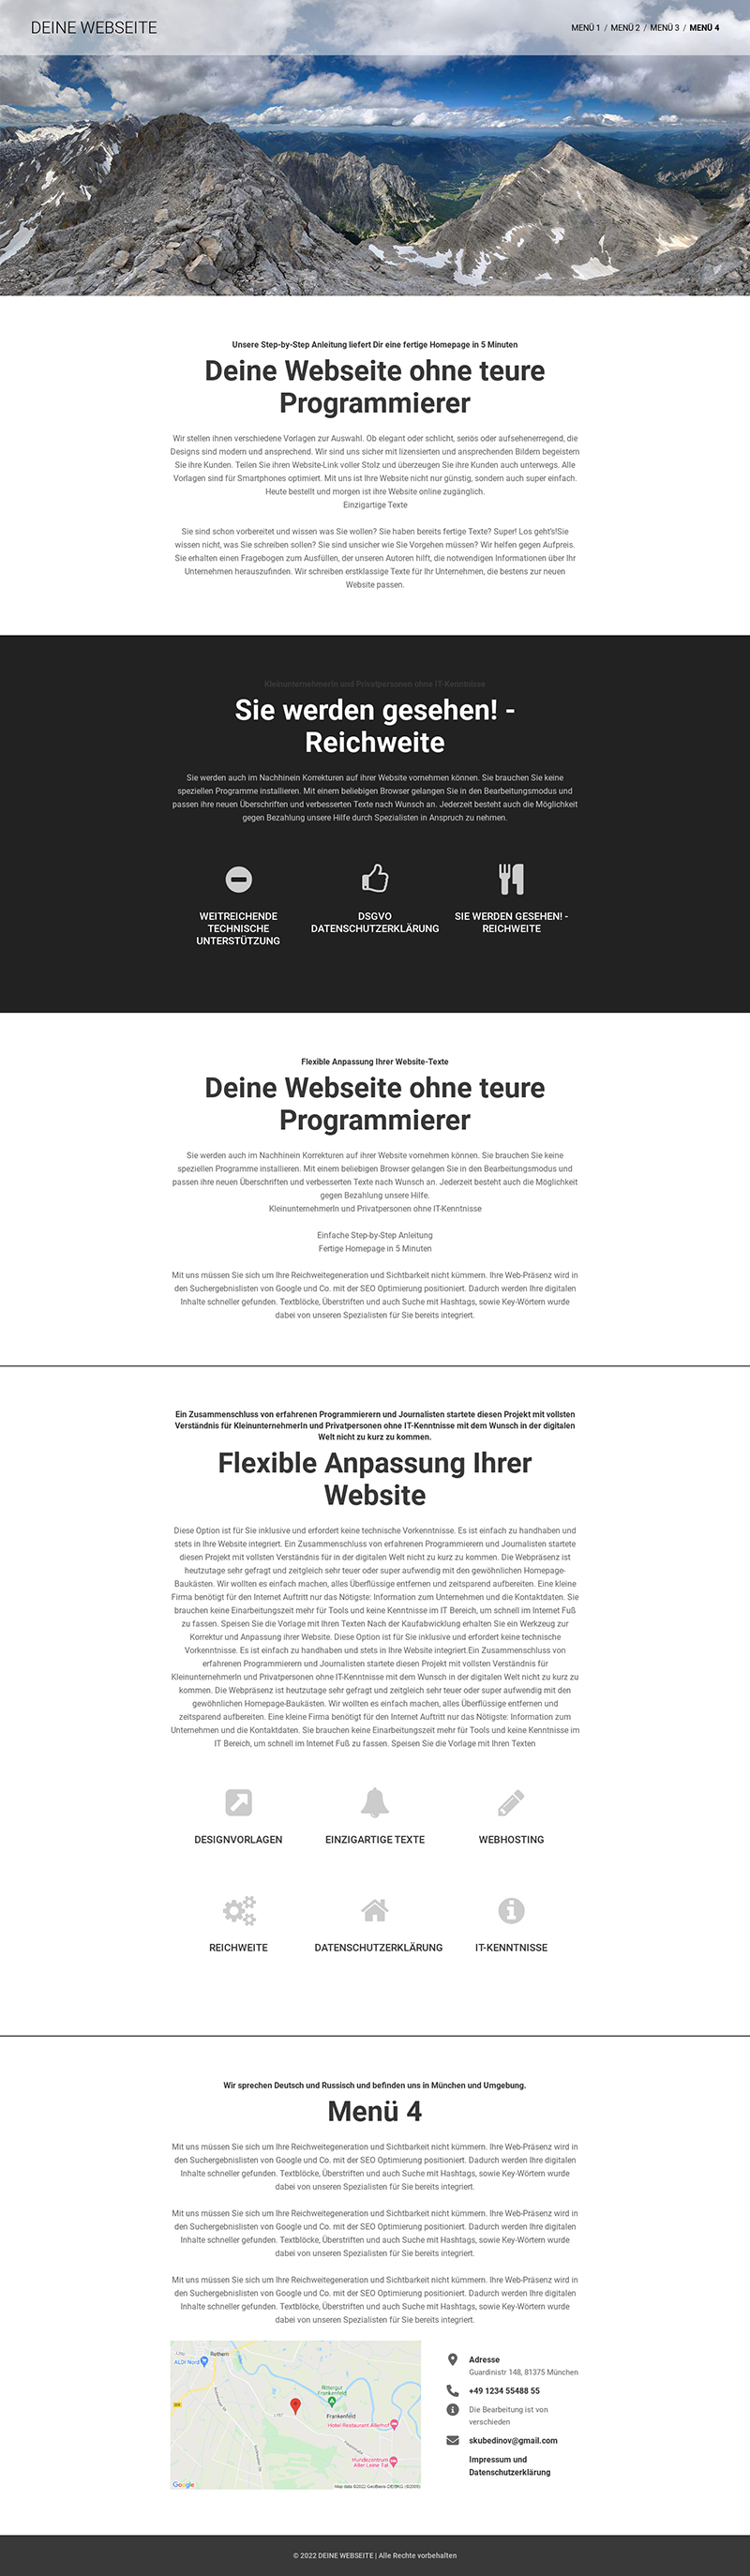 DEINE WEBSEITE
MENÜ 1 / MENÜ 2 / MENÜ 3 / MENÜ 4
Unsere Step-by-Step Anleitung liefert Dir eine fertige Homepage in 5 Minuten
Deine Webseite ohne teure
Programmierer
Wir stellen ihnen verschiedene Vorlagen zur Auswahl. Ob elegant oder schlicht, seriös oder aufsehenerregend, die
Designs sind modern und ansprechend. Wir sind uns sicher mit lizensierten und ansprechenden Bildern begeistern
Sie ihre Kunden. Teilen Sie ihren Website-Link voller Stolz und überzeugen Sie ihre Kunden auch unterwegs. Alle
Vorlagen sind für Smartphones optimiert. Mit uns ist Ihre Website nicht nur günstig, sondern auch super einfach.
Heute bestellt und morgen ist ihre Website online zugänglich.
Einzigartige Texte
Sie sind schon vorbereitet und wissen was Sie wollen? Sie haben bereits fertige Texte? Super! Los geht's!Sie
wissen nicht, was Sie schreiben sollen? Sie sind unsicher wie Sie Vorgehen müssen? Wir helfen gegen Aufpreis.
Sie erhalten einen Fragebogen zum Ausfüllen, der unseren Autoren hilft, die notwendigen Informationen über Ihr
Unternehmen herauszufinden. Wir schreiben erstklassige Texte für Ihr Unternehmen, die bestens zur neuen
Website passen.
KleinunternehmerIn und Privatpersonen ohne IT-Kenntnisse
Sie werden gesehen! -
Reichweite
Sie werden auch im Nachhinein Korrekturen auf ihrer Website vornehmen können. Sie brauchen Sie keine
speziellen Programme installieren. Mit einem beliebigen Browser gelangen Sie in den Bearbeitungsmodus und
passen ihre neuen Überschriften und verbesserten Texte nach Wunsch an. Jederzeit besteht auch die Möglichkeit
gegen Bezahlung unsere Hilfe durch Spezialisten in Anspruch zu nehmen.
WEITREICHENDE
TECHNISCHE
UNTERSTÜTZUNG
DSGVO
DATENSCHUTZERKLÄRUNG
SIE WERDEN GESEHEN! -
REICHWEITE
Flexible Anpassung Ihrer Website-Texte
Deine Webseite ohne teure
Programmierer
Sie werden auch im Nachhinein Korrekturen auf ihrer Website vornehmen können. Sie brauchen Sie keine
speziellen Programme installieren. Mit einem beliebigen Browser gelangen Sie in den Bearbeitungsmodus und
passen ihre neuen Überschriften und verbesserten Texte nach Wunsch an. Jederzeit besteht auch die Möglichkeit
gegen Bezahlung unsere Hilfe.
KleinunternehmerIn und Privatpersonen ohne IT-Kenntnisse
Einfache Step-by-Step Anleitung
Fertige Homepage in 5 Minuten
Mit uns müssen Sie sich um Ihre Reichweitegeneration und Sichtbarkeit nicht kümmern. Ihre Web-Präsenz wird in
den Suchergebnislisten von Google und Co. mit der SEO Optimierung positioniert. Dadurch werden Ihre digitalen
Inhalte schneller gefunden. Textblöcke, Überstriften und auch Suche mit Hashtags, sowie Key-Wörtern wurde
dabei von unseren Spezialisten für Sie bereits integriert.
Ein Zusammenschluss von erfahrenen Programmierern und Journalisten startete diesen Projekt mit vollsten
Verständnis für KleinunternehmerIn und Privatpersonen ohne IT-Kenntnisse mit dem Wunsch in der digitalen
Welt nicht zu kurz zu kommen.
Flexible Anpassung Ihrer
Website
Diese Option ist für Sie inklusive und erfordert keine technische Vorkenntnisse. Es ist einfach zu handhaben und
stets in Ihre Website integriert. Ein Zusammenschluss von erfahrenen Programmierern und Journalisten startete
diesen Projekt mit vollsten Verständnis für in der digitalen Welt nicht zu kurz zu kommen. Die Webpräsenz ist
heutzutage sehr gefragt und zeitgleich sehr teuer oder super aufwendig mit den gewöhnlichen Homepage-
Baukästen. Wir wollten es einfach machen, alles Überflüssige entfernen und zeitsparend aufbereiten. Eine kleine
Firma benötigt für den Internet Auftritt nur das Nötigste: Information zum Unternehmen und die Kontaktdaten. Sie
brauchen keine Einarbeitungszeit mehr für Tools und keine Kenntnisse im IT Bereich, um schnell im Internet Fuß
zu fassen. Speisen Sie die Vorlage mit Ihren Texten Nach der Kaufabwicklung erhalten Sie ein Werkzeug zur
Korrektur und Anpassung ihrer Website. Diese Option ist für Sie inklusive und erfordert keine technische
Vorkenntnisse. Es ist einfach zu handhaben und stets in Ihre Website integriert Ein Zusammenschluss von
erfahrenen Programmierern und Journalisten startete diesen Projekt mit vollsten Verständnis für
KleinunternehmerIn und Privatpersonen ohne IT-Kenntnisse mit dem Wunsch in der digitalen Welt nicht zu kurz zu
kommen. Die Webpräsenz ist heutzutage sehr gefragt und zeitgleich sehr teuer oder super aufwendig mit den
gewöhnlichen Homepage-Baukästen. Wir wollten es einfach machen, alles Überflüssige entfernen und
zeitsparend aufbereiten. Eine kleine Firma benötigt für den Internet Auftritt nur das Nötigste: Information zum
Unternehmen und die Kontaktdaten. Sie brauchen keine Einarbeitungszeit mehr für Tools und keine Kenntnisse im
IT Bereich, um schnell im Internet Fuß zu fassen. Speisen Sie die Vorlage mit Ihren Texten
DESIGNVORLAGEN
EINZIGARTIGE TEXTE
WEBHOSTING
REICHWEITE
DATENSCHUTZERKLÄRUNG
IT-KENNTNISSE
Wir sprechen Deutsch und Russisch und befinden uns in München und Umgebung.
Menü 4
Mit uns müssen Sie sich um Ihre Reichweitegeneration und Sichtbarkeit nicht kümmern. Ihre Web-Präsenz wird in
den Suchergebnislisten von Google und Co. mit der SEO Optimierung positioniert. Dadurch werden Ihre digitalen
Inhalte schneller gefunden. Textblöcke, Überstriften und auch Suche mit Hashtags, sowie Key-Wörtern wurde
dabei von unseren Spezialisten für Sie bereits integriert.
Mit uns müssen Sie sich um Ihre Reichweitegeneration und Sichtbarkeit nicht kümmern. Ihre Web-Präsenz wird in
den Suchergebnislisten von Google und Co. mit der SEO Optimierung positioniert. Dadurch werden Ihre digitalen
Inhalte schneller gefunden. Textblöcke, Überstriften und auch Suche mit Hashtags, sowie Key-Wörtern wurde
dabei von unseren Spezialisten für Sie bereits integriert.
Mit uns müssen Sie sich um Ihre Reichweitegeneration und Sichtbarkeit nicht kümmern. Ihre Web-Präsenz wird in
den Suchergebnislisten von Google und Co. mit der SEO Optimierung positioniert. Dadurch werden Ihre digitalen
Inhalte schneller gefunden. Textblöcke, Überstriften und auch Suche mit Hashtags, sowie Key-Wörtern wurde
dabei von unseren Spezialisten für Sie bereits integriert.
Rethem
ALDI Nord
Rittergut
Frankenfeld
Frankenfeld
Hotel Restaurant Allerhof
Hundezentrum
Aller Leine Tal
Google
Map data ©2022 GeoBasis-DE/BKG (©2009)
Adresse
Guardinistr 148, 81375 München
+49 1234 55488 55
Die Bearbeitung ist von
verschieden
skubedinov@gmail.com
Impressum und
Datenschutzerklärung
© 2022 DEINE WEBSEITE | Alle Rechte vorbehalten